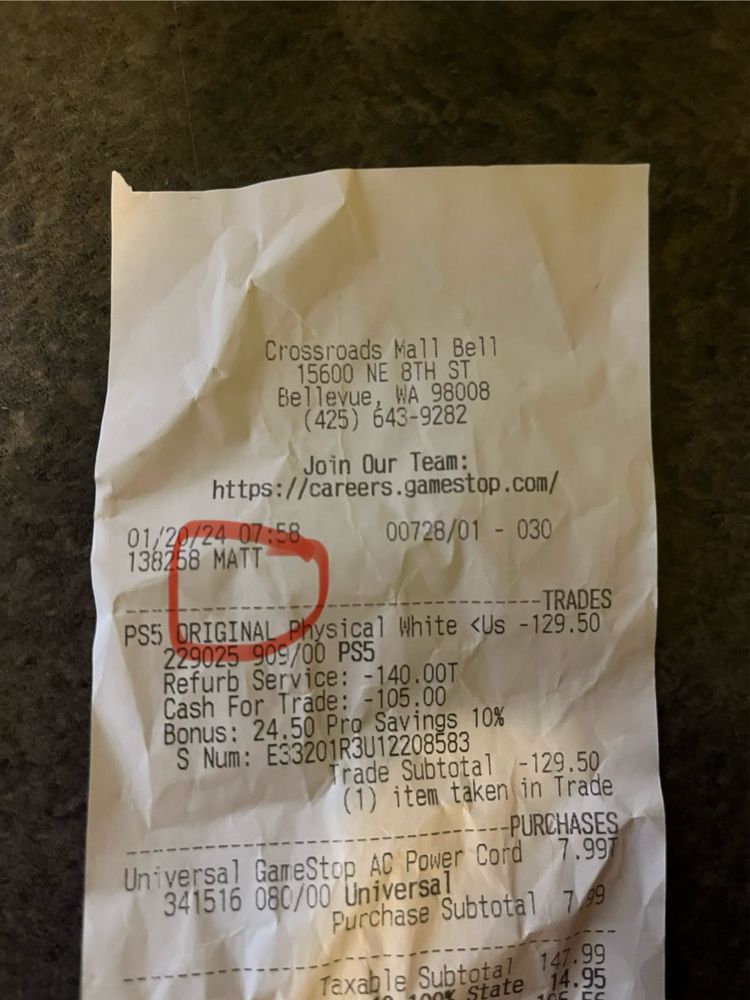 Crossroads Mall Bell
15600 NE 8TH ST
Bellevue, WA 98008
(425) 643-9282
Join Our Team:
https://careers.gamestop.com/
01/20/24 07:58 00728/01 - 030
138258 MATT
TRADES
PS5 ORIGINAL Physical White <Us -129.50
229025 909/00 PS5
Refurb Service: -140.00T
Cash For Trade: -105.00
Bonus: 24.50 Pro Savings 10%
S Num: E33201R3U12208583
Trade Subtotal -129.50
(1) item taken in Trade
PURCHASES
Universal GameStop AC Power Cord 7.99T
341516 080/00 Universal
Purchase Subtotal 7.99
Taxable Subtotal 147.99
100% State 14.95